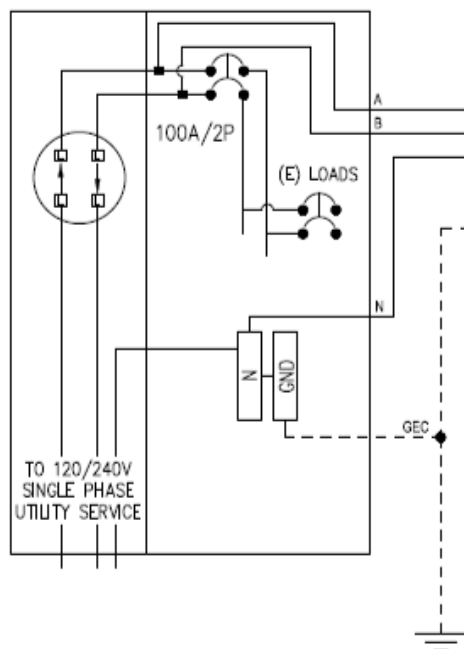 A
B
100A/2P
(E) LOADS
N
N
GND
GEC
TO 120/240V
SINGLE PHASE
UTILITY SERVICE